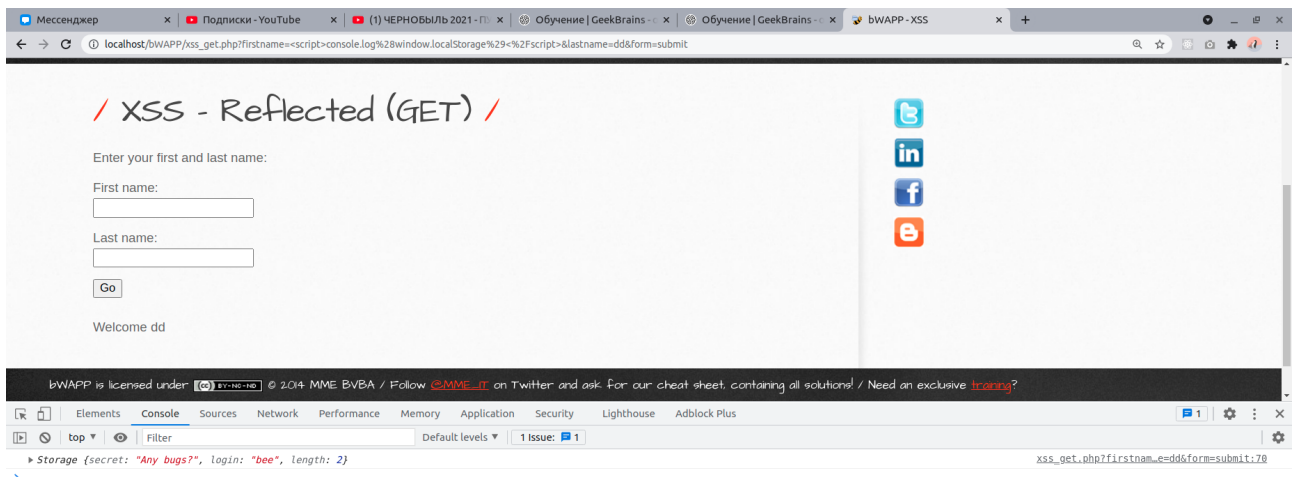 Мессенджер
Подписки - YouTube
(1) ЧЕРНОБЫЛЬ 2021 - П
Обучение | GeekBrains - о
Обучение | GeekBrains - о
bWAPP - XSS
localhost/bWAPP/xss_get.php?firstname=<script>console.log%28window.localStorage%29<%2Fscript>&lastname=dd&form=submit
/ XSS - Reflected (GET) /
Enter your first and last name:
First name:
Last name:
Go
Welcome dd
bWAPP is licensed under (cc) BY-NC-ND © 2014 MME BVBA / Follow @MME_IT on Twitter and ask for our cheat sheet, containing all solutions! / Need an exclusive training?
Elements Console Sources Network Performance Memory Application Security Lighthouse Adblock Plus 1
top Filter Default levels 1 Issue: 1
Storage {secret: "Any bugs?", login: "bee", length: 2} xss_get.php?firstnam…e=dd&form=submit:70